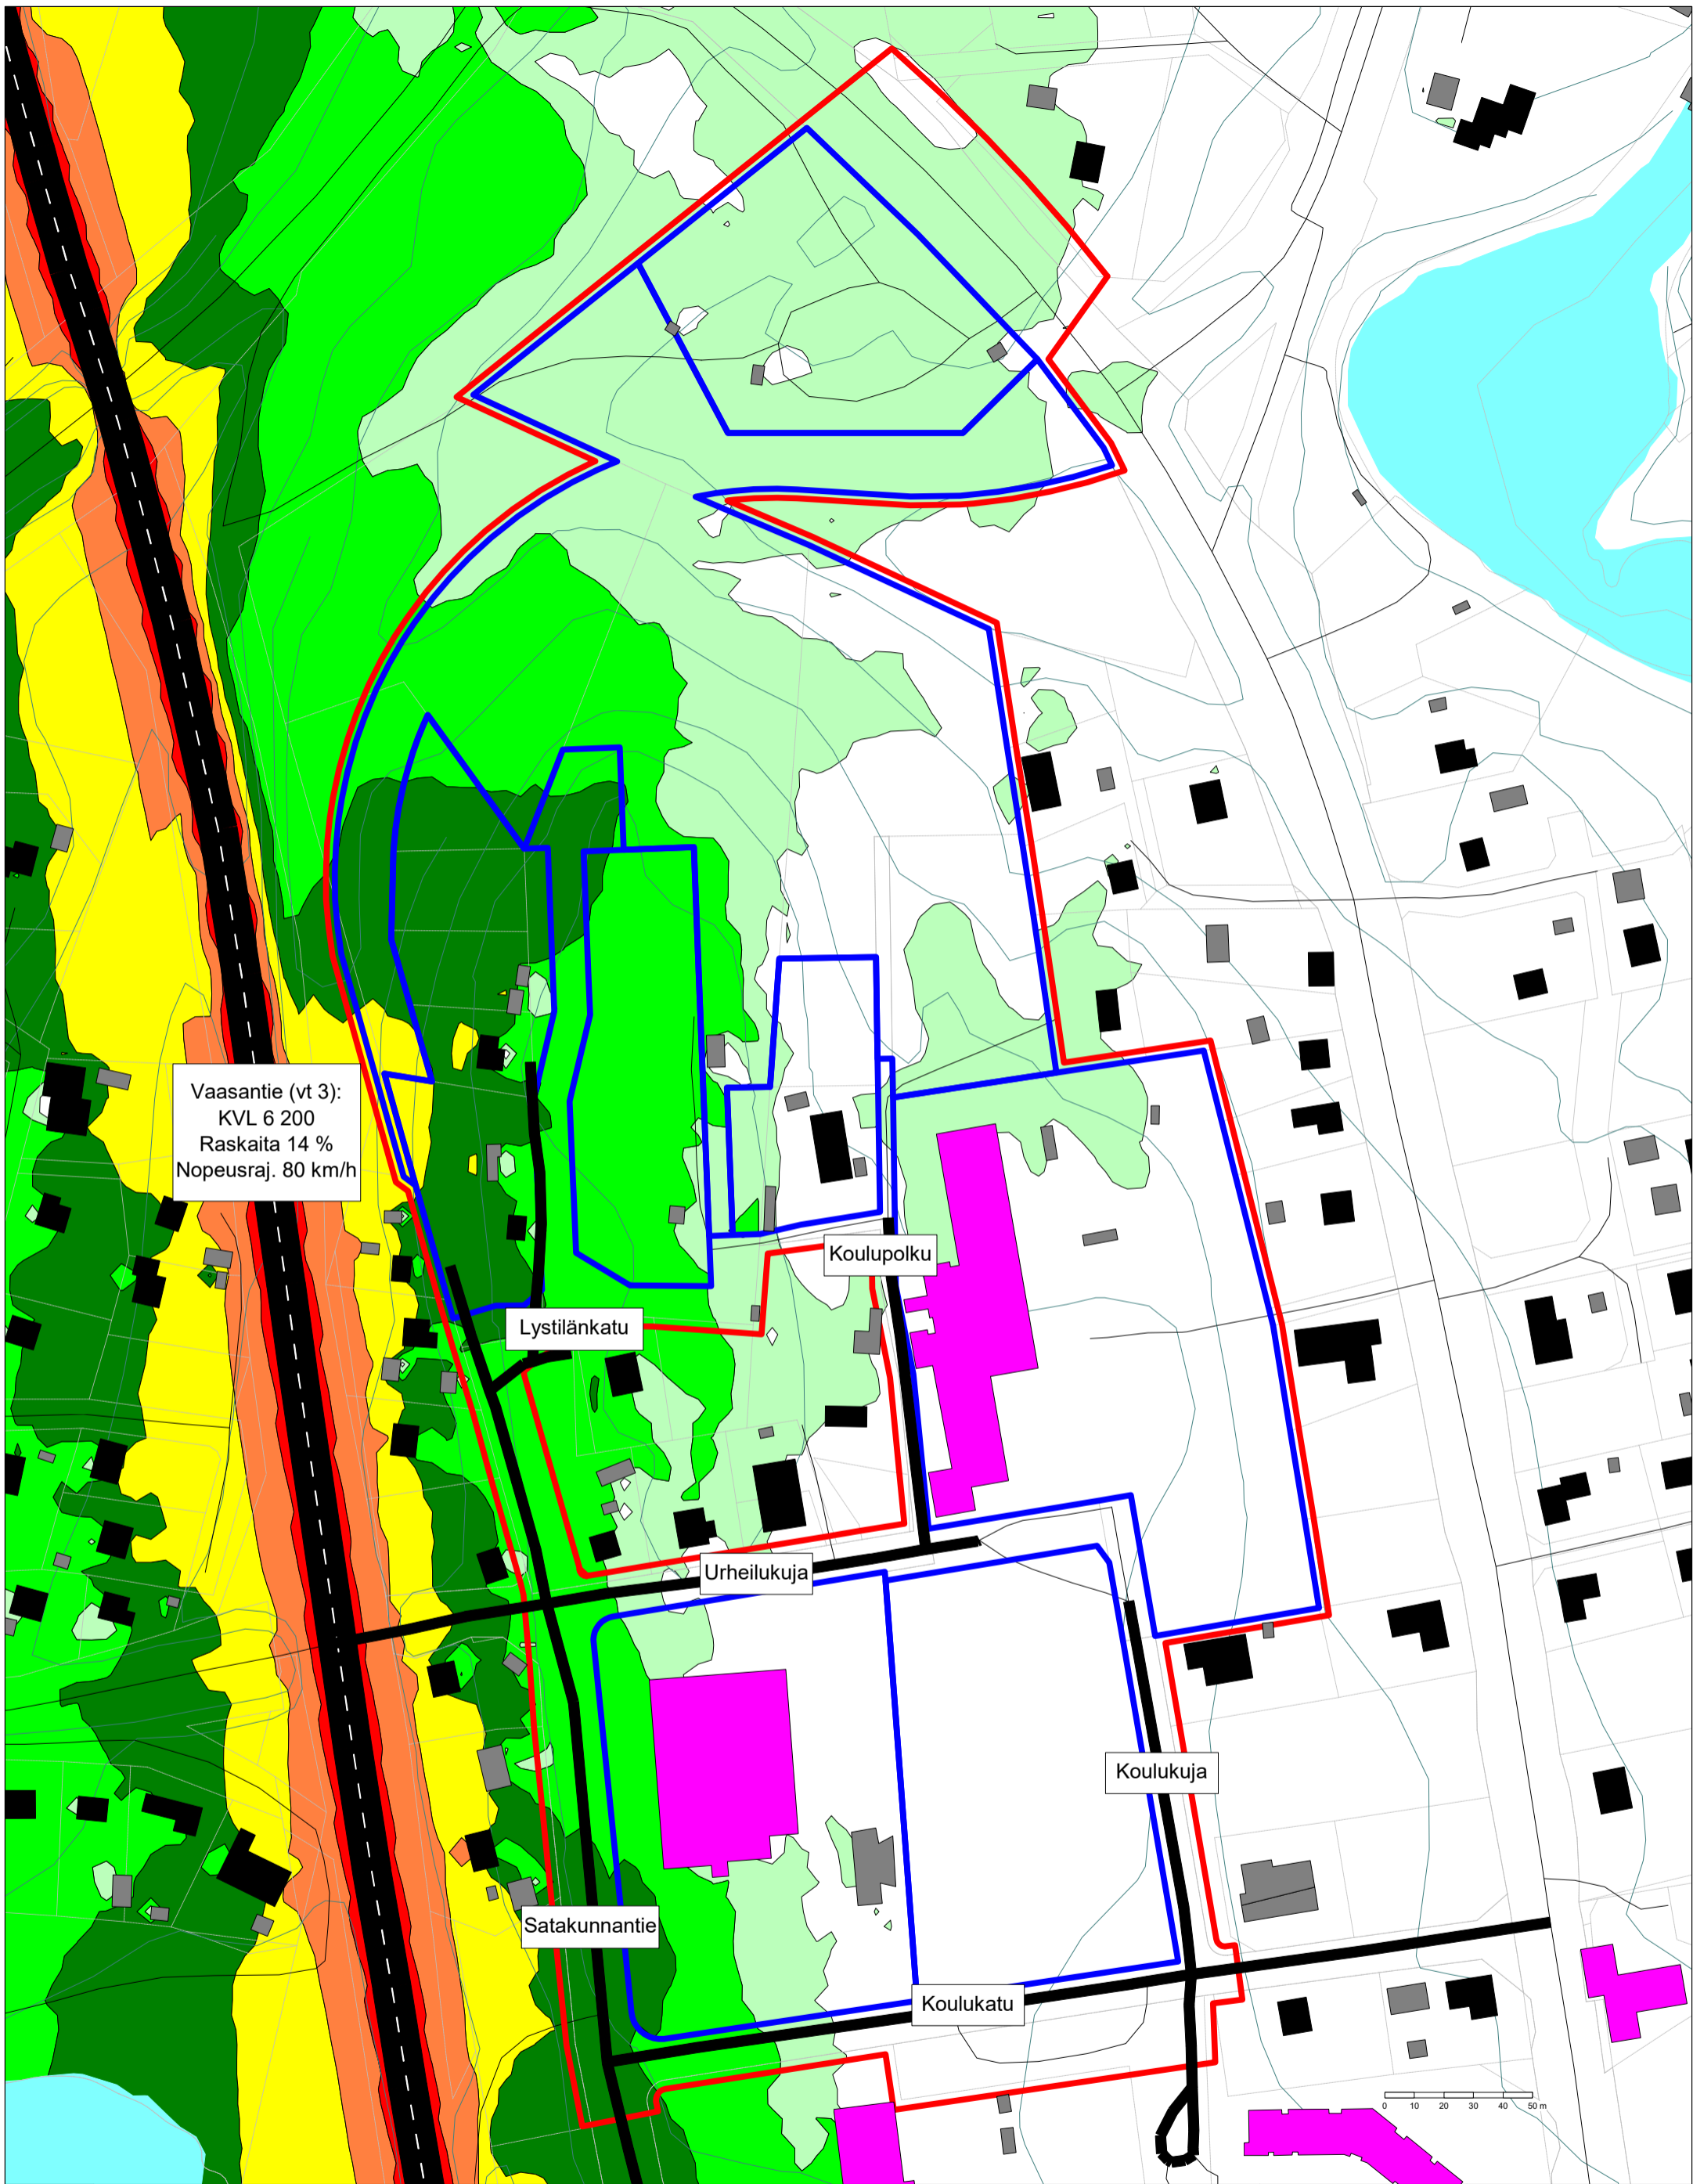 Vaasantie (vt 3):
KVL 6 200
Raskaita 14 %
Nopeusraj. 80 km/h
Koulupolku
Lystilänkatu
Urheilukuja
Koulukuja
Satakunnantie
Koulukatu
0 10 20 30 40 50 m